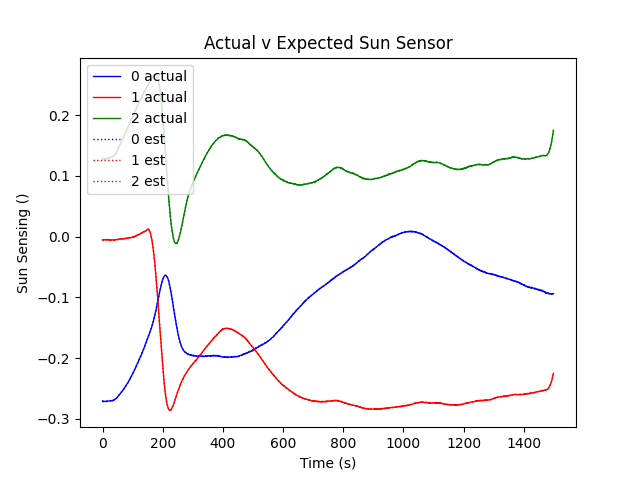 Actual v Expected Sun Sensor
0 actual
1 actual
2 actual
0 est
1 est
2 est
0.2
0.1
0.0
−0.1
−0.2
−0.3
Sun Sensing ()
0 200 400 600 800 1000 1200 1400
Time (s)